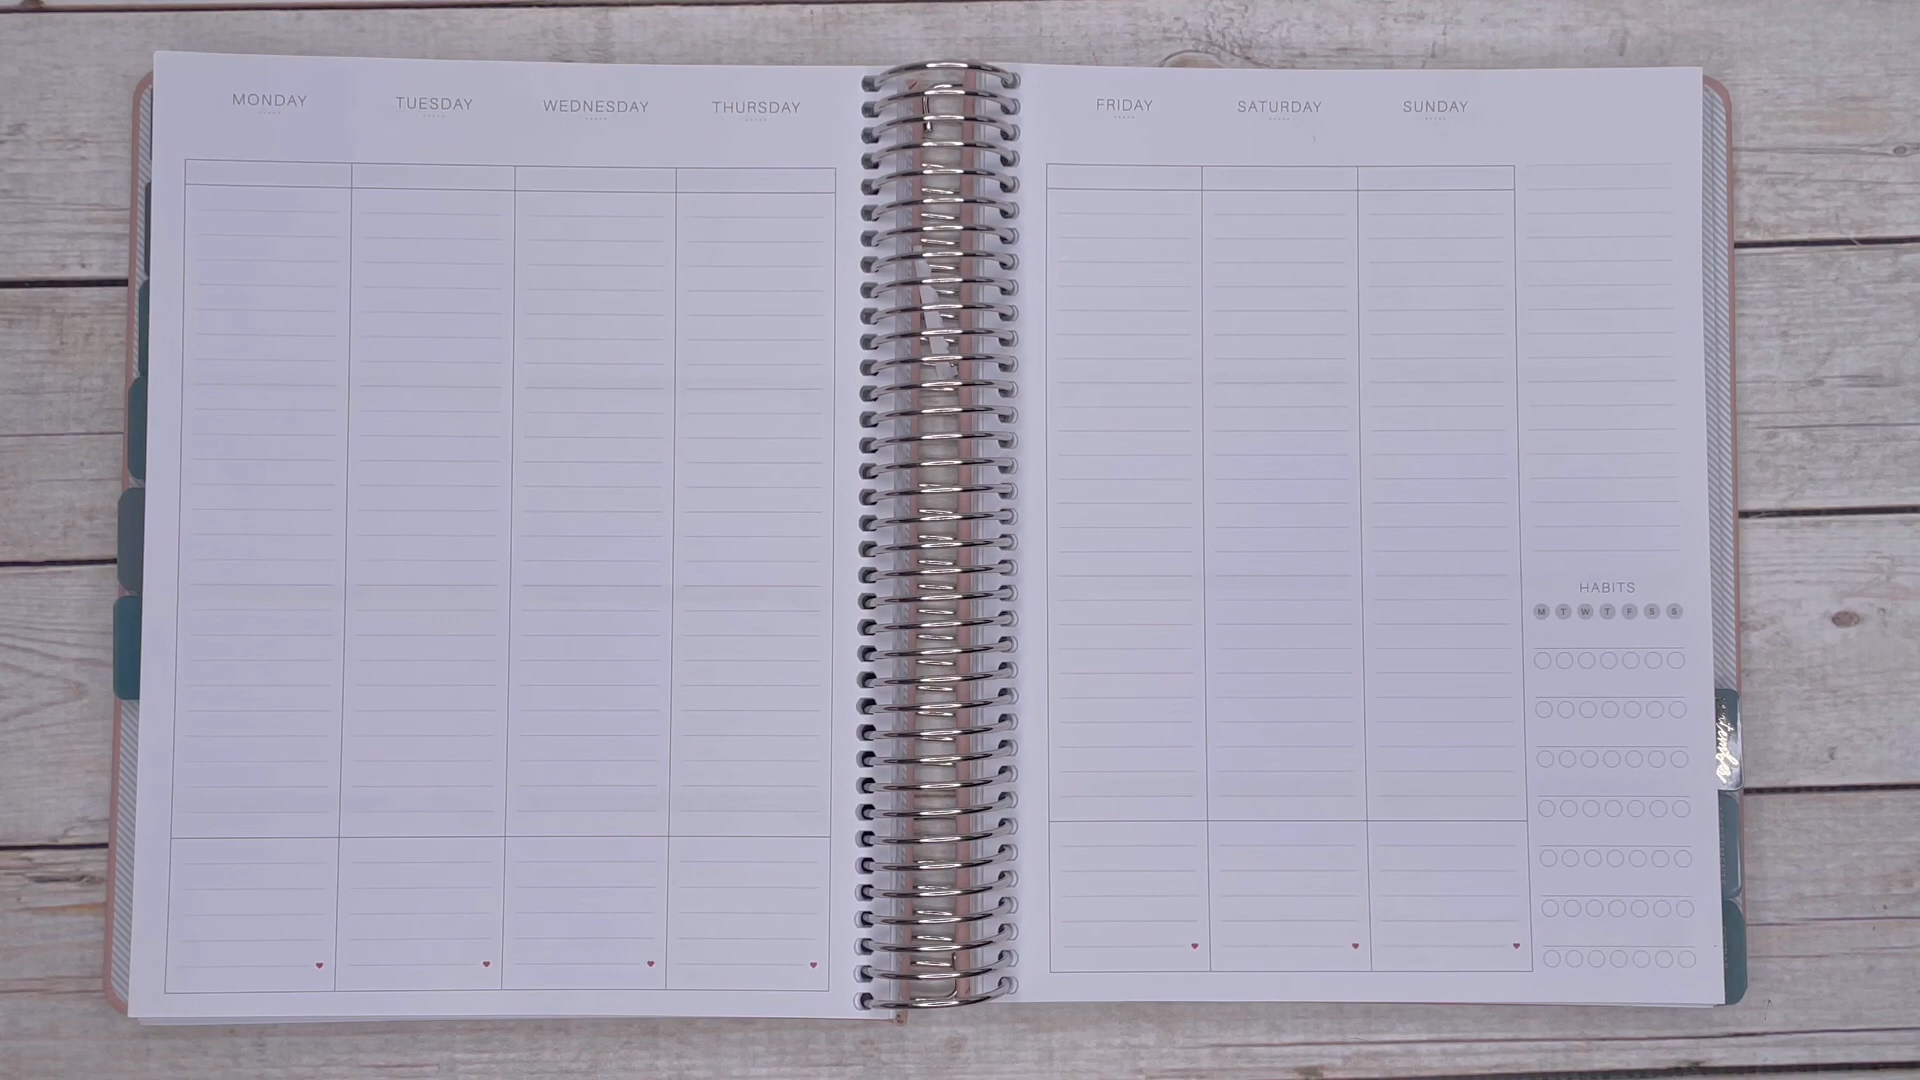 MONDAY TUESDAY WEDNESDAY THURSDAY
FRIDAY SATURDAY SUNDAY
HABITS
M T W T F S S